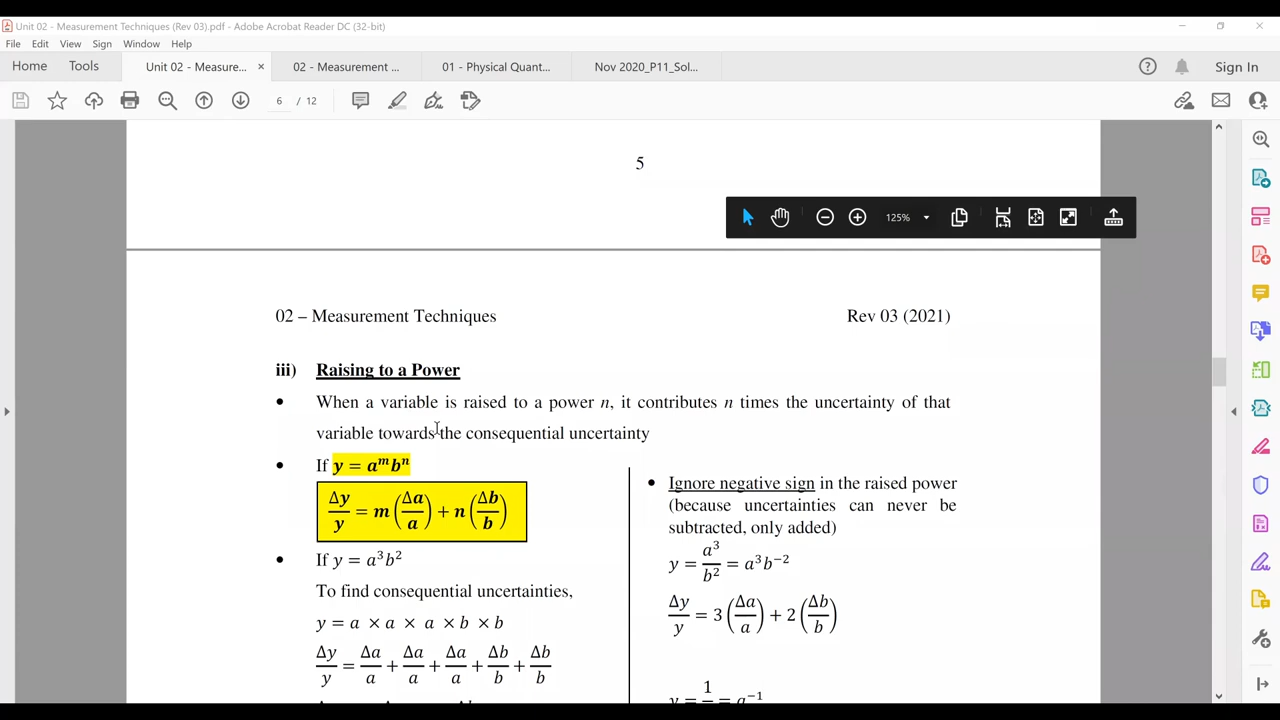 Unit 02 - Measurement Techniques (Rev 03).pdf - Adobe Acrobat Reader DC (32-bit)
File Edit View Sign Window Help
Home Tools Unit 02 - Measure... × 02 - Measurement ... 01 - Physical Quant... Nov 2020_P11_Sol... Sign In
6 / 12
5
125%
02 – Measurement Techniques Rev 03 (2021)
iii) Raising to a Power
• When a variable is raised to a power n, it contributes n times the uncertainty of that
variable towards the consequential uncertainty
• If y = aᵐbⁿ
Δy/y = m(Δa/a) + n(Δb/b)
• If y = a³b²
To find consequential uncertainties,
y = a × a × a × b × b
Δy/y = Δa/a + Δa/a + Δa/a + Δb/b + Δb/b
• Ignore negative sign in the raised power
(because uncertainties can never be
subtracted, only added)
y = a³/b² = a³b⁻²
Δy/y = 3(Δa/a) + 2(Δb/b)